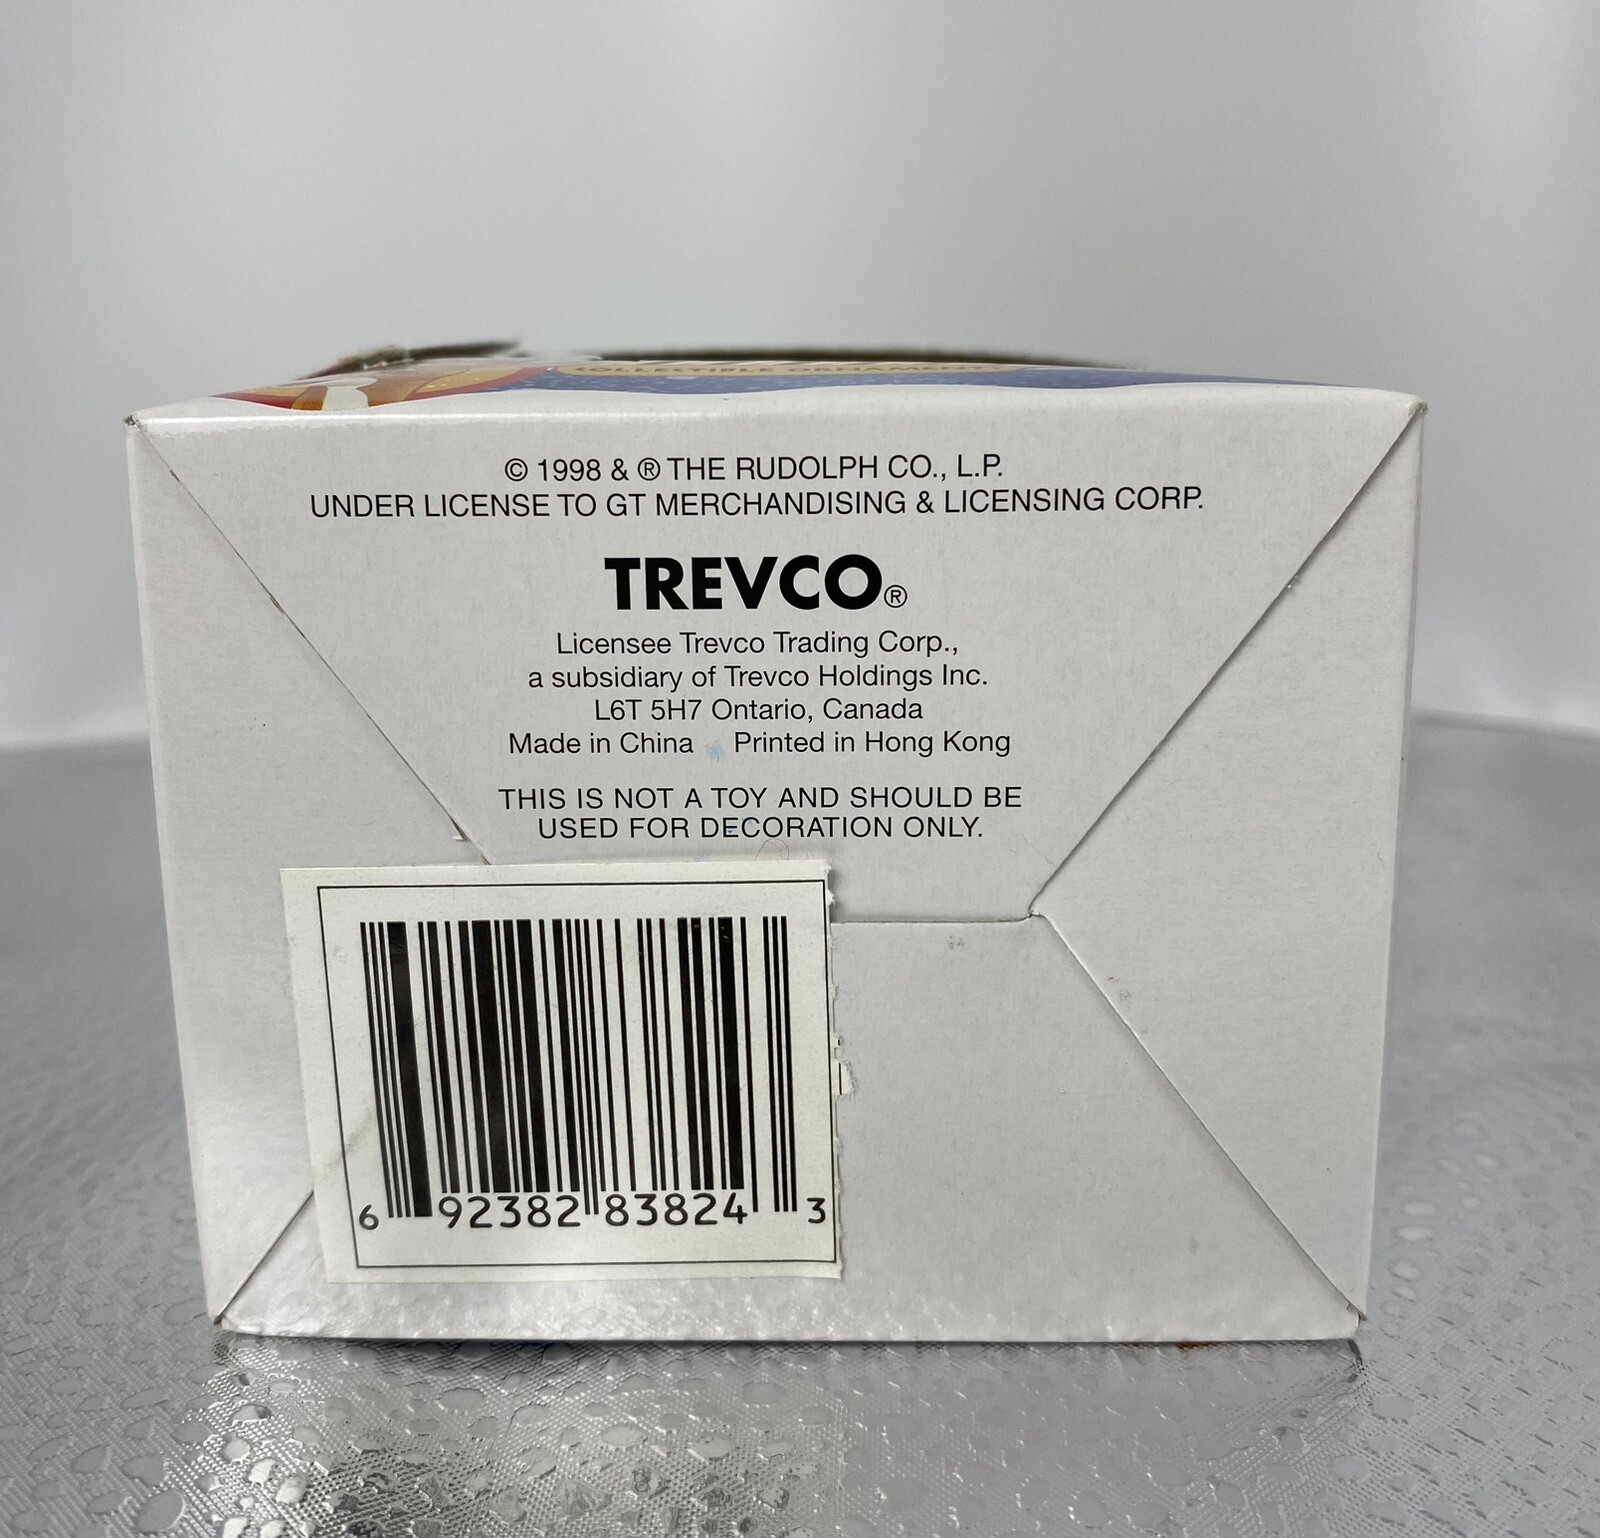 COLLECTIBLE ORNAMENT
© 1998 & ® THE RUDOLPH CO., L.P.
UNDER LICENSE TO GT MERCHANDISING & LICENSING CORP.
TREVCO®
Licensee Trevco Trading Corp.,
a subsidiary of Trevco Holdings Inc.
L6T 5H7 Ontario, Canada
Made in China Printed in Hong Kong
THIS IS NOT A TOY AND SHOULD BE
USED FOR DECORATION ONLY.
6 92382 83824 3